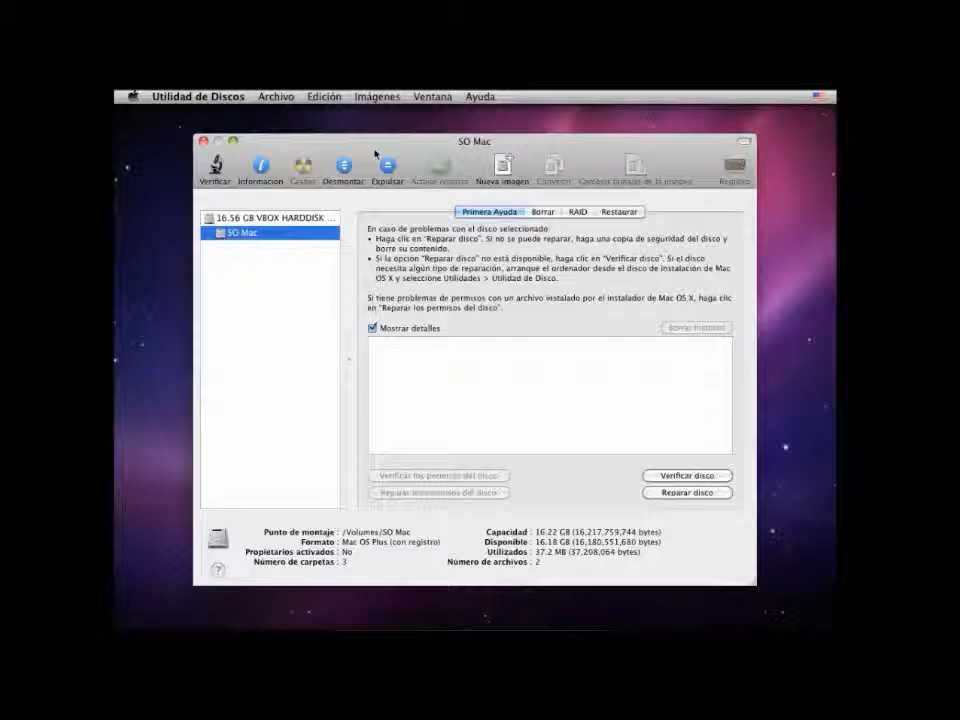 Utilidad de Discos Archivo Edición Imágenes Ventana Ayuda
SO Mac
Verificar Información Grabar Desmontar Expulsar Activar registro Nueva imagen Convertir Cambiar tamaño de la imagen Registro
16.56 GB VBOX HARDDISK ...
SO Mac
Primera Ayuda Borrar RAID Restaurar
En caso de problemas con el disco seleccionado:
• Haga clic en "Reparar disco". Si no se puede reparar, haga una copia de seguridad del disco y
borre su contenido.
• Si la opción "Reparar disco" no está disponible, haga clic en "Verificar disco". Si el disco
necesita algún tipo de reparación, arranque el ordenador desde el disco de instalación de Mac
OS X y seleccione Utilidades > Utilidad de Disco.
Si tiene problemas de permisos con un archivo instalado por el instalador de Mac OS X, haga clic
en "Reparar los permisos del disco".
Mostrar detalles
Borrar historial
Verificar los permisos del disco
Verificar disco
Reparar los permisos del disco
Reparar disco
Punto de montaje : /Volumes/SO Mac
Formato : Mac OS Plus (con registro)
Propietarios activados : No
Número de carpetas : 3
Capacidad : 16.22 GB (16,217,759,744 bytes)
Disponible : 16.18 GB (16,180,551,680 bytes)
Utilizados : 37.2 MB (37,208,064 bytes)
Número de archivos : 2
?